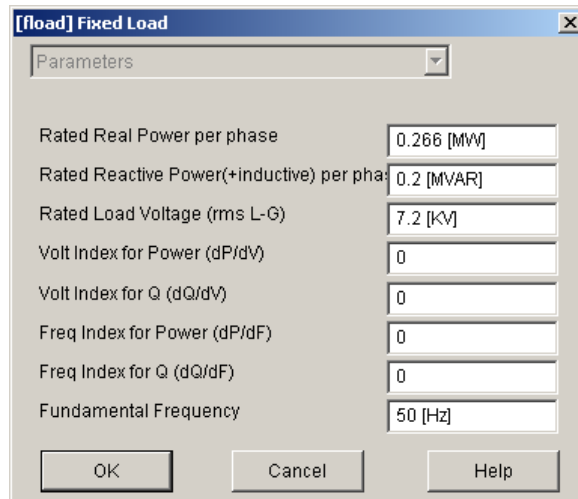 [fload] Fixed Load
Parameters
Rated Real Power per phase 0.266 [MW]
Rated Reactive Power(+inductive) per phas 0.2 [MVAR]
Rated Load Voltage (rms L-G) 7.2 [KV]
Volt Index for Power (dP/dV) 0
Volt Index for Q (dQ/dV) 0
Freq Index for Power (dP/dF) 0
Freq Index for Q (dQ/dF) 0
Fundamental Frequency 50 [Hz]
OK Cancel Help